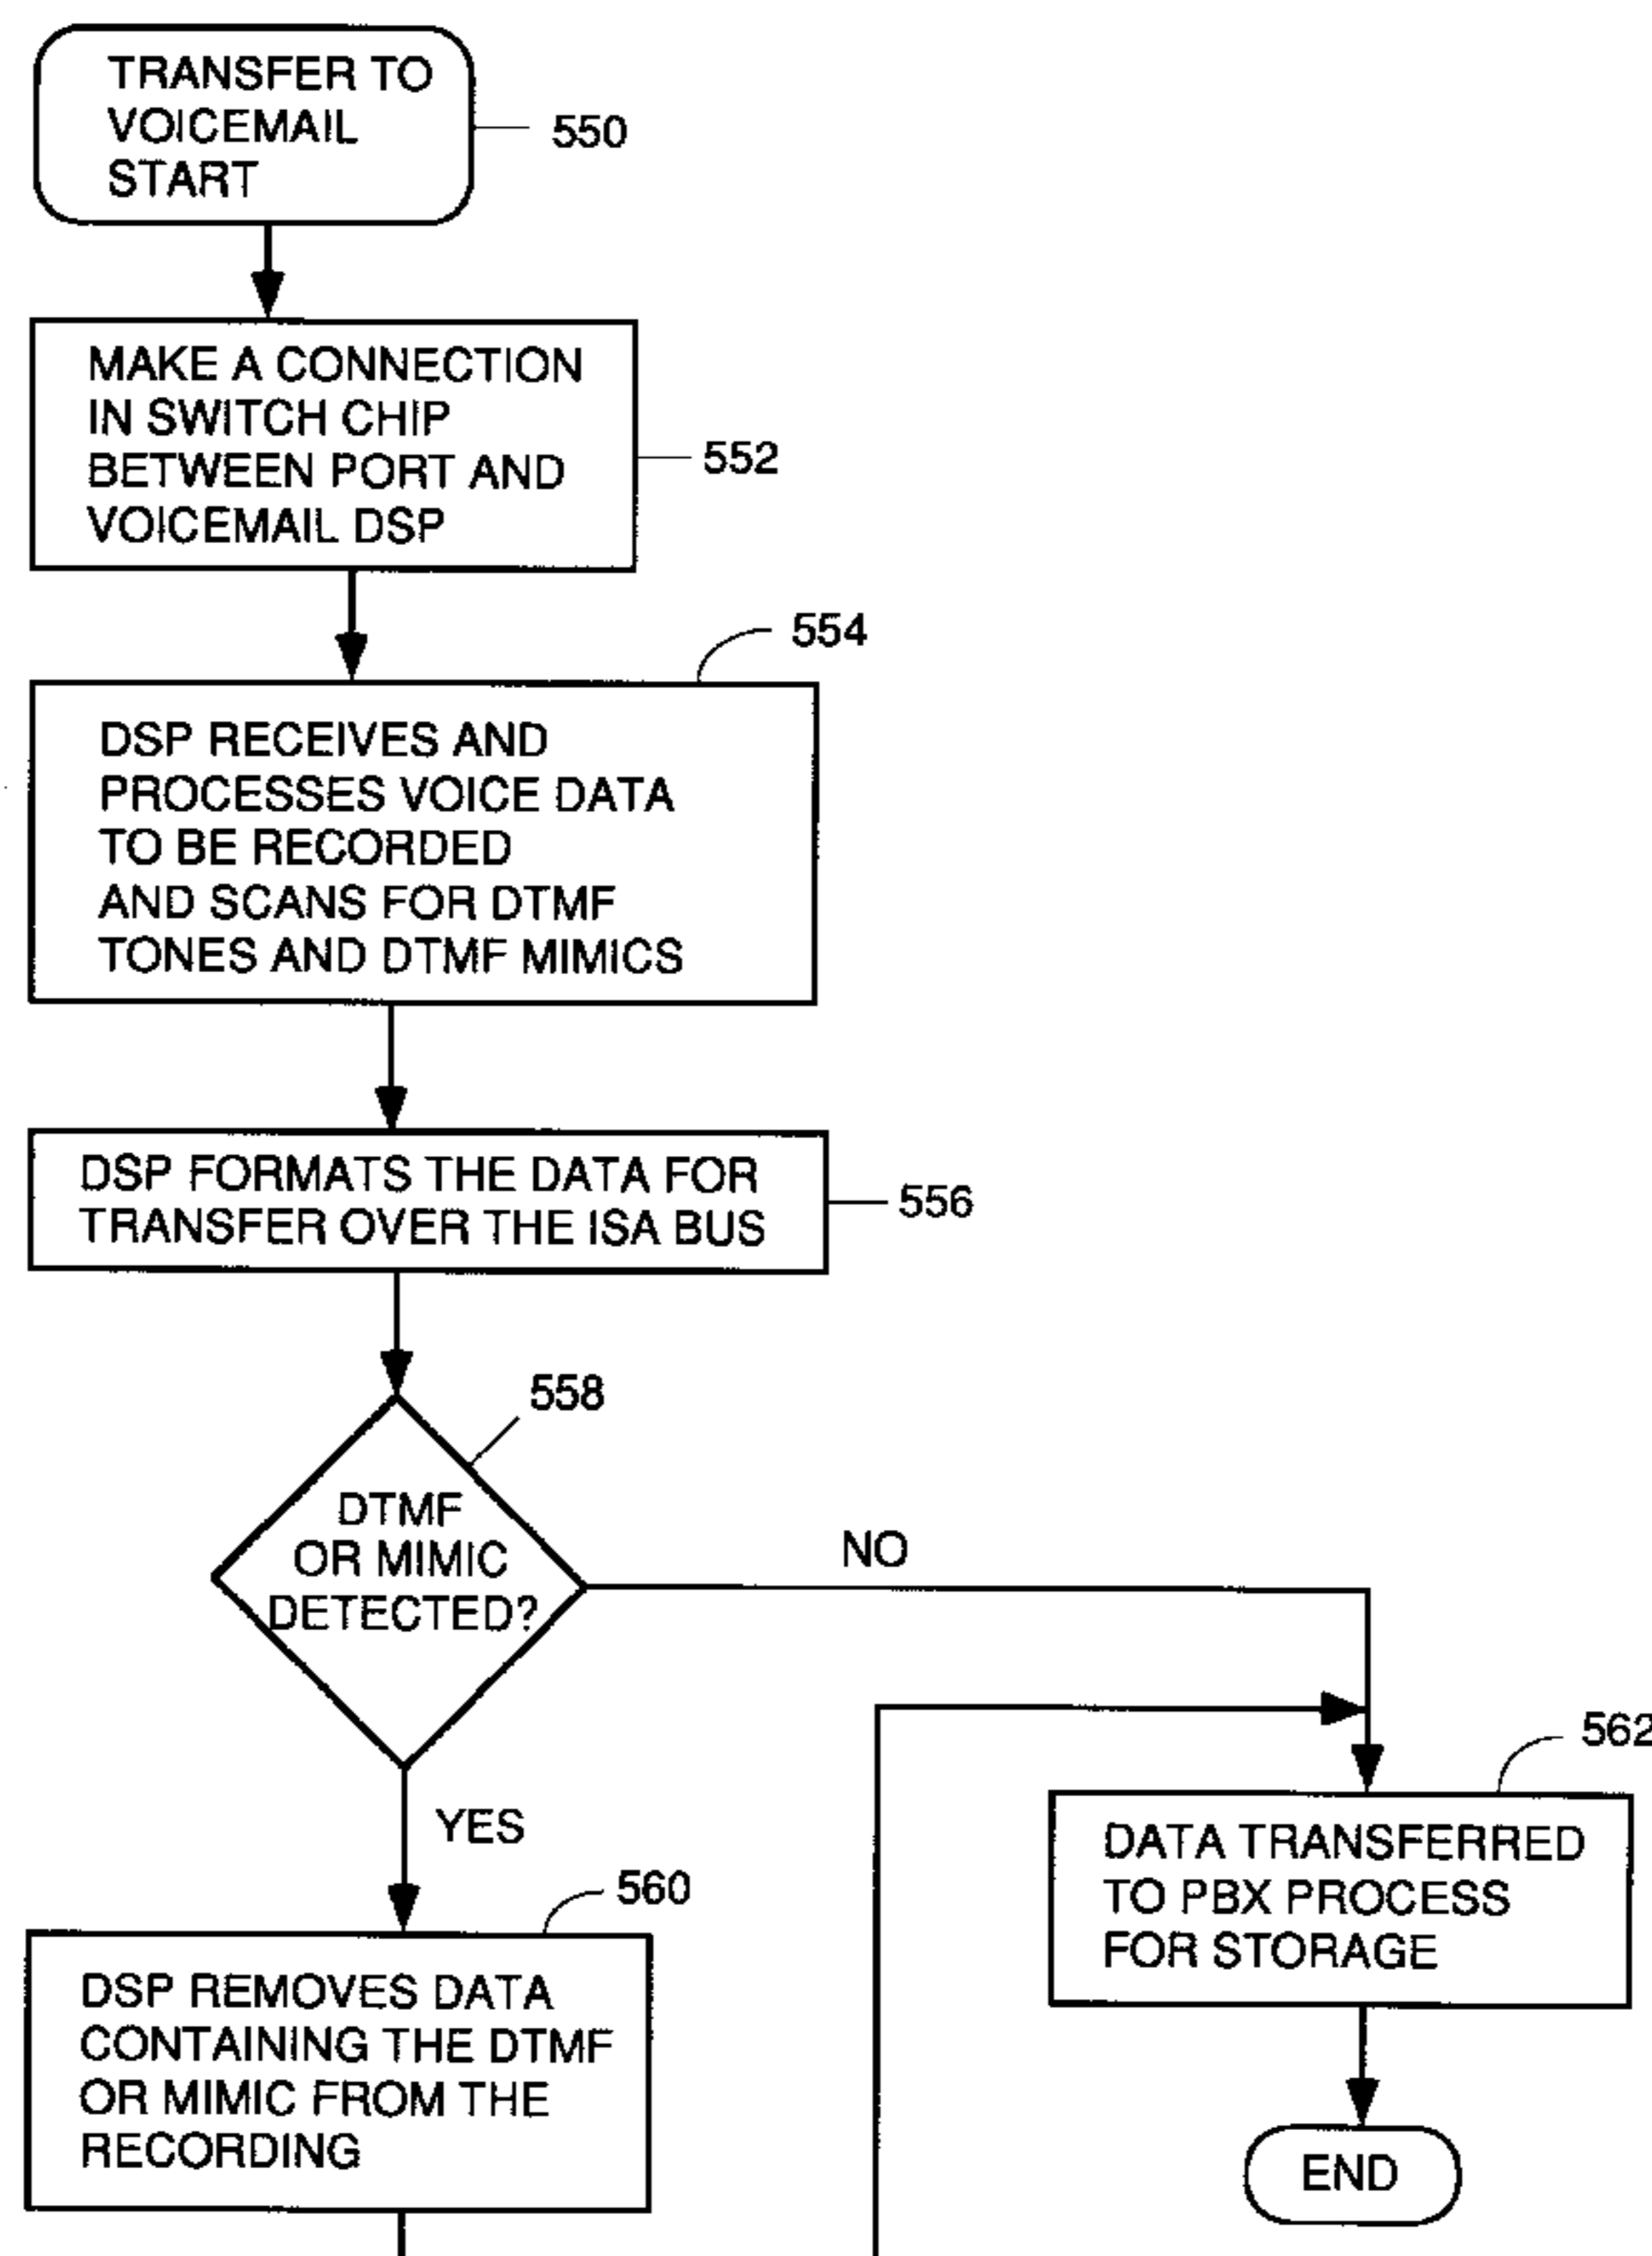 TRANSFER TO
VOICEMAIL
START
550
MAKE A CONNECTION
IN SWITCH CHIP
BETWEEN PORT AND
VOICEMAIL DSP
552
554
DSP RECEIVES AND
PROCESSES VOICE DATA
TO BE RECORDED
AND SCANS FOR DTMF
TONES AND DTMF MIMICS
DSP FORMATS THE DATA FOR
TRANSFER OVER THE ISA BUS
556
558
DTMF
OR MIMIC
DETECTED?
NO
YES
562
DATA TRANSFERRED
TO PBX PROCESS
FOR STORAGE
560
DSP REMOVES DATA
CONTAINING THE DTMF
OR MIMIC FROM THE
RECORDING
END